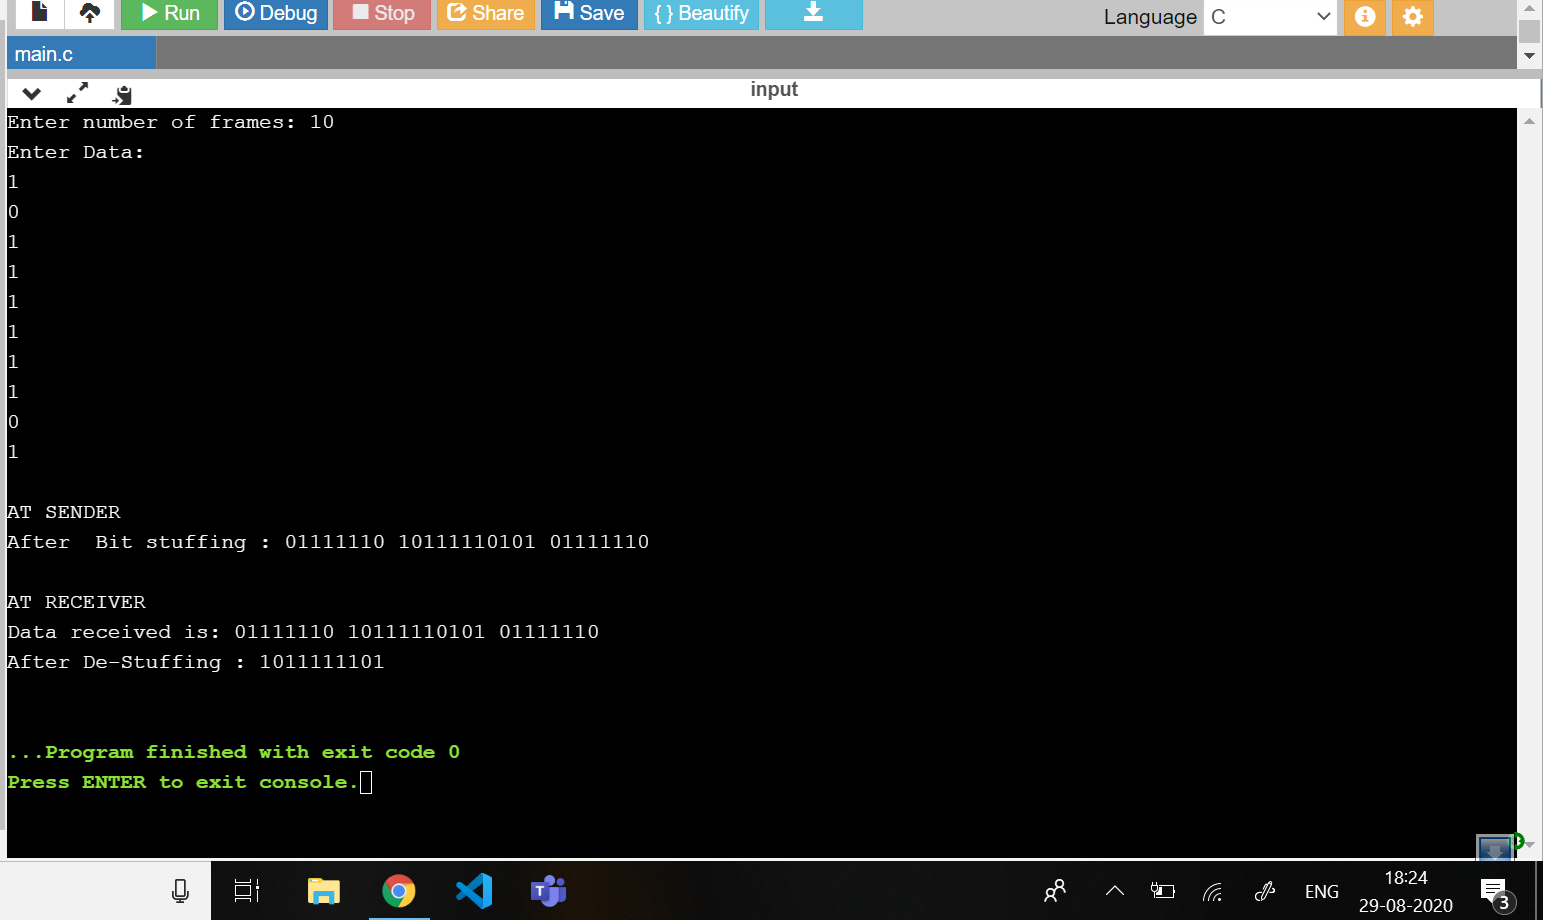 Run Debug Stop Share Save { } Beautify Language C
main.c
input
Enter number of frames: 10
Enter Data:
1
0
1
1
1
1
1
1
0
1
AT SENDER
After  Bit stuffing : 01111110 10111110101 01111110
AT RECEIVER
Data received is: 01111110 10111110101 01111110
After De-Stuffing : 1011111101
...Program finished with exit code 0
Press ENTER to exit console.
ENG
18:24
29-08-2020
3